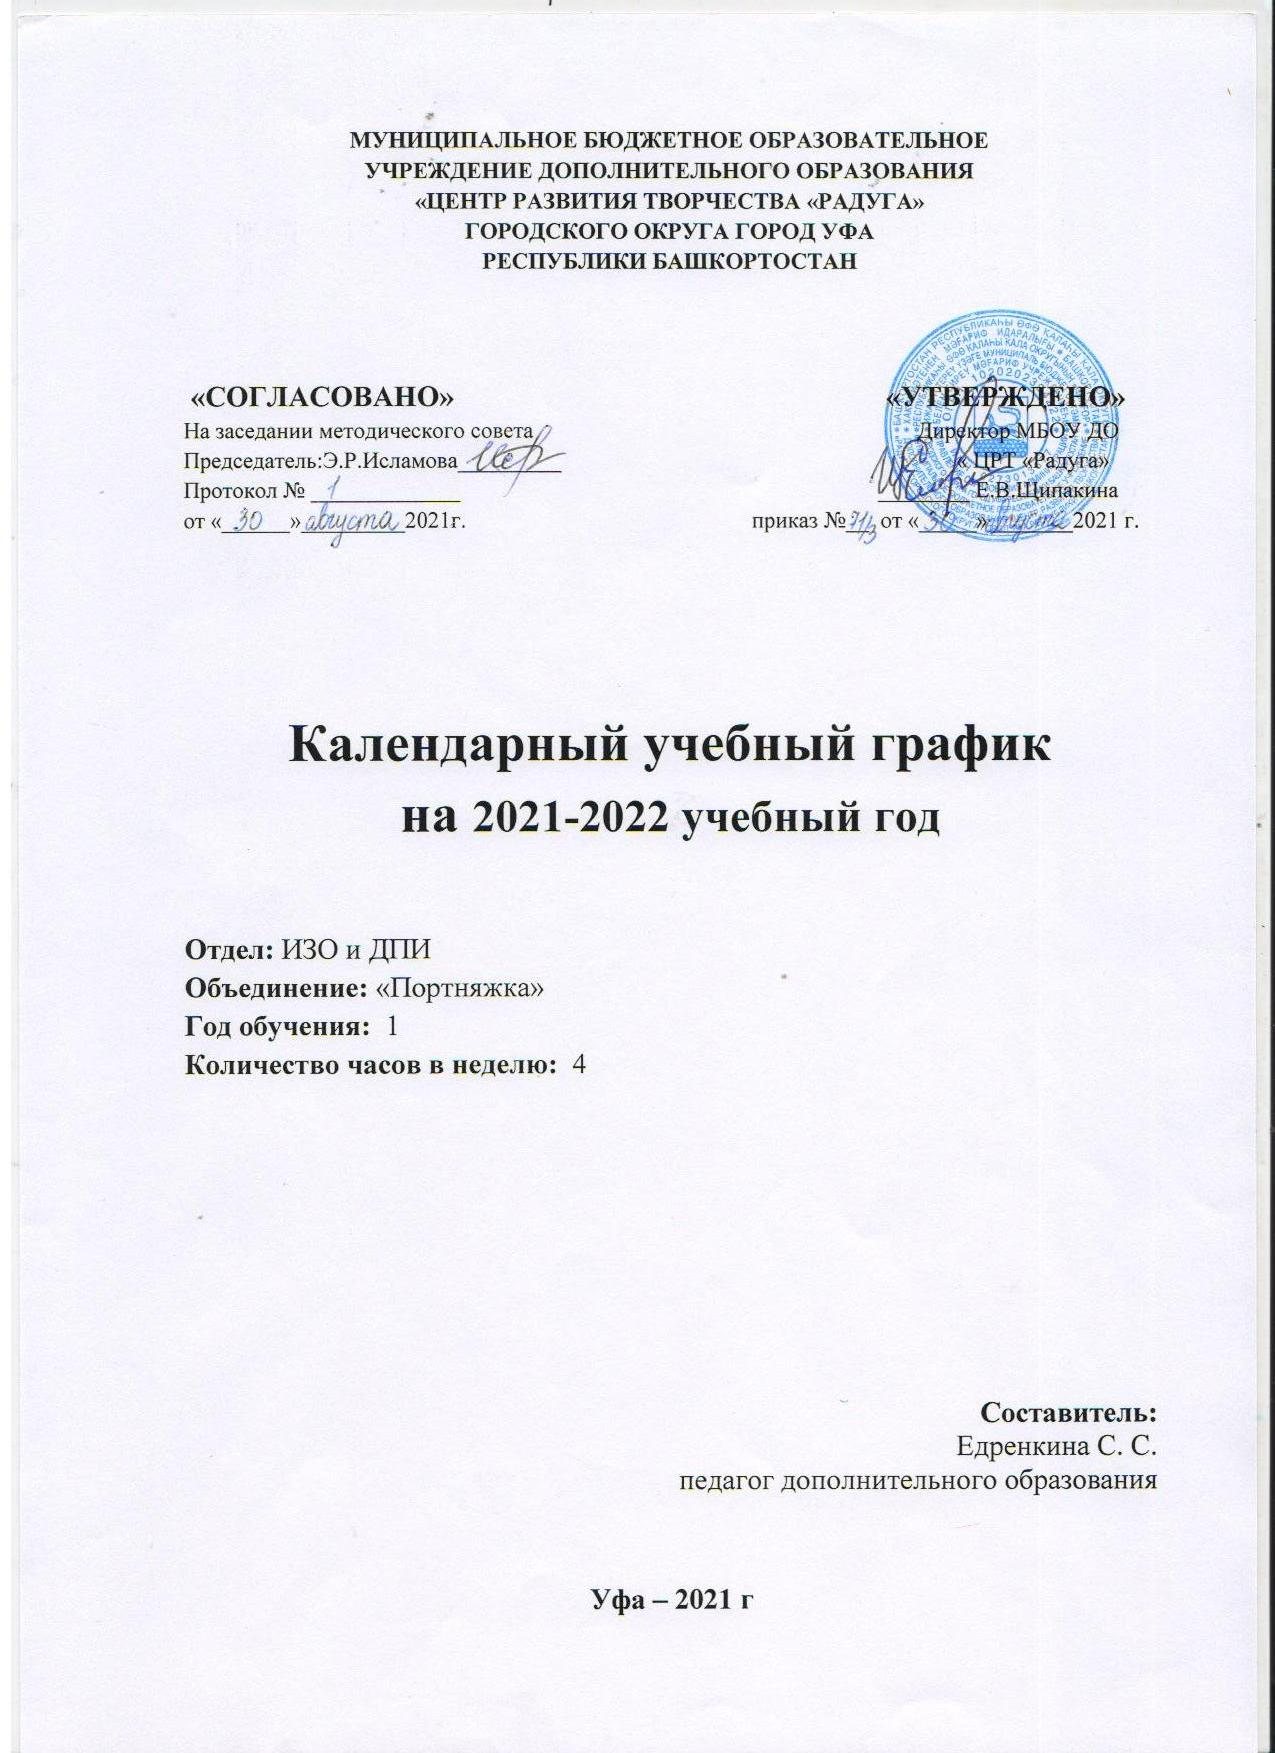 МУНИЦИПАЛЬНОЕ БЮДЖЕТНОЕ ОБРАЗОВАТЕЛЬНОЕ
УЧРЕЖДЕНИЕ ДОПОЛНИТЕЛЬНОГО ОБРАЗОВАНИЯ
«ЦЕНТР РАЗВИТИЯ ТВОРЧЕСТВА «РАДУГА»
ГОРОДСКОГО ОКРУГА ГОРОД УФА
РЕСПУБЛИКИ БАШКОРТОСТАН
«СОГЛАСОВАНО»
На заседании методического совета
Председатель:Э.Р.Исламова
Протокол № 1
от « 30 » августа 2021г.
«УТВЕРЖДЕНО»
Директор МБОУ ДО
« ЦРТ «Радуга»
Е.В.Щипакина
приказ № от « 30 » августа 2021 г.
Календарный учебный график
на 2021-2022 учебный год
Отдел: ИЗО и ДПИ
Объединение: «Портняжка»
Год обучения: 1
Количество часов в неделю: 4
Составитель:
Едренкина С. С.
педагог дополнительного образования
Уфа – 2021 г